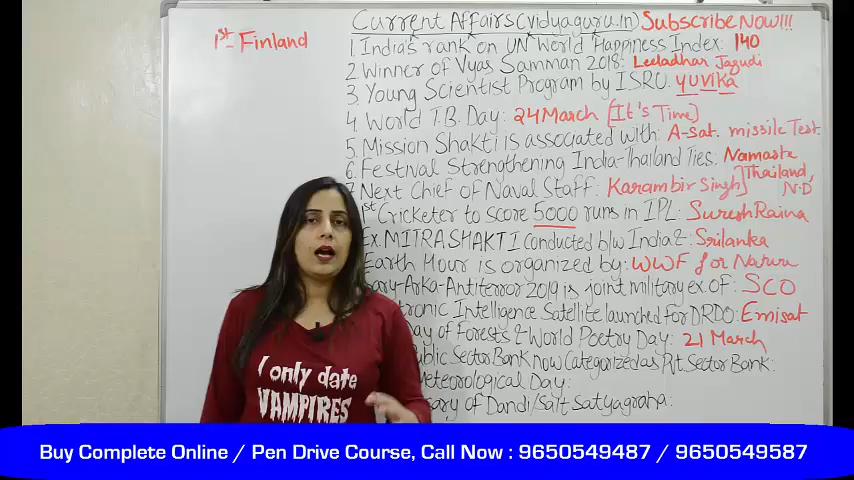 1st- Finland
Current Affairs (vidyaguru.in) Subscribe Now!!!
1. India's rank on UN World Happiness Index: 140
2. Winner of Vyas Samman 2018: Leeladhar Jagudi
3. Young Scientist Program by ISRO: YUVIKA
4. World T.B. Day: 24 March [It's Time]
5. Mission Shakti is associated with: A-Sat. missile Test.
6. Festival Strengthening India-Thailand Ties: Namaste Thailand, N.D
7. Next Chief of Naval Staff: Karambir Singh]
1st Cricketer to score 5000 runs in IPL: Suresh Raina
Ex. MITRA SHAKTI conducted b/w India &: Srilanka
Earth Hour is organized by: WWF for Nature
ary-Arka-Antiterror 2019 is joint military ex. of: SCO
tronic Intelligence Satellite launched for DRDO: Emisat
ay of Forests & World Poetry Day: 21 March
ublic Sector Bank now Categorized as Pvt. Sector Bank:
Meteorological Day:
sary of Dandi/Salt Satyagraha:
I only date
VAMPIRES
Buy Complete Online / Pen Drive Course, Call Now : 9650549487 / 9650549587